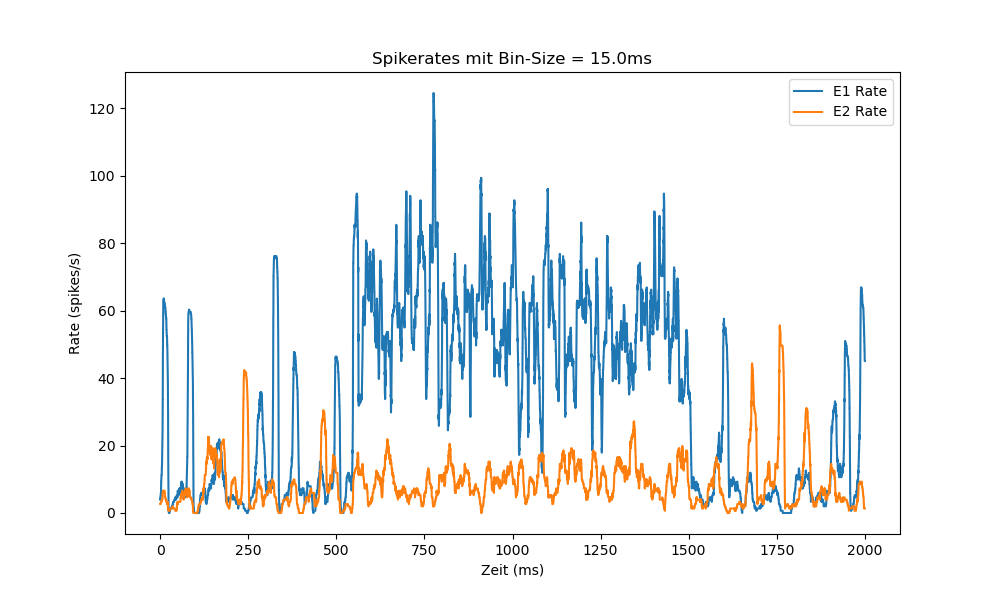 Spikerates mit Bin-Size = 15.0ms
E1 Rate
E2 Rate
120
100
80
60
40
20
0
Rate (spikes/s)
0 250 500 750 1000 1250 1500 1750 2000
Zeit (ms)